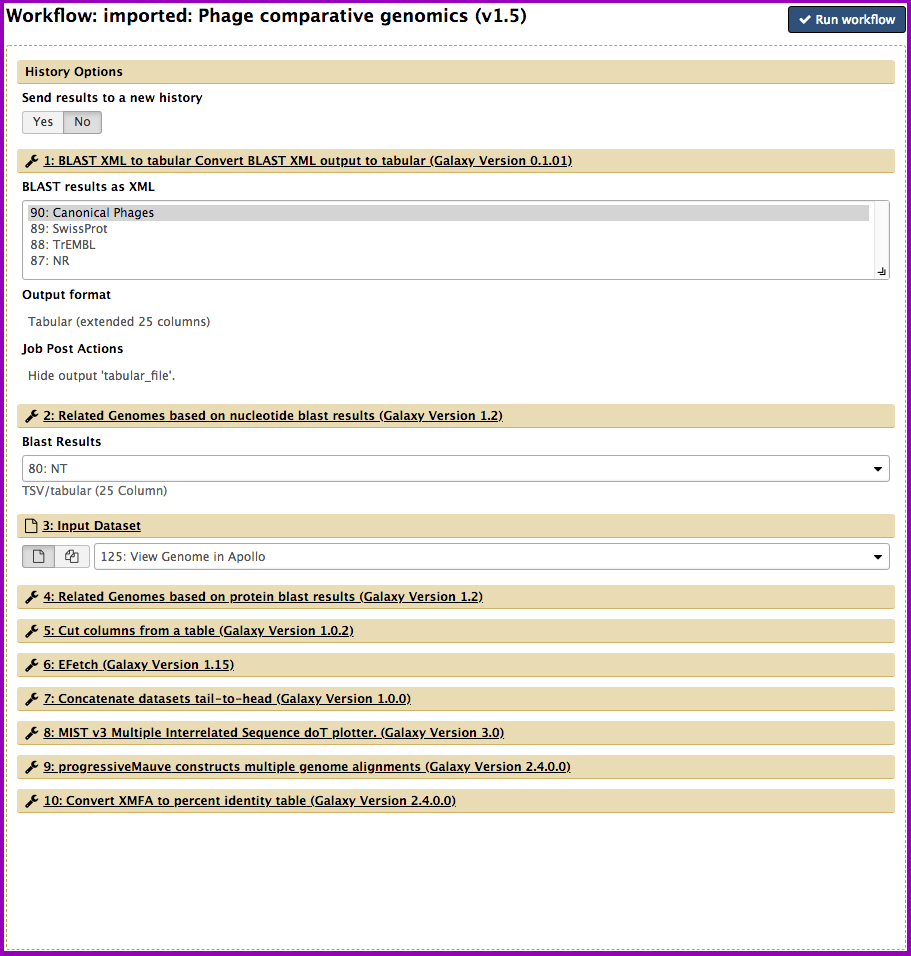 Workflow: imported: Phage comparative genomics (v1.5)
Run workflow
History Options
Send results to a new history
Yes No
1: BLAST XML to tabular Convert BLAST XML output to tabular (Galaxy Version 0.1.01)
BLAST results as XML
90: Canonical Phages
89: SwissProt
88: TrEMBL
87: NR
Output format
Tabular (extended 25 columns)
Job Post Actions
Hide output 'tabular_file'.
2: Related Genomes based on nucleotide blast results (Galaxy Version 1.2)
Blast Results
80: NT
TSV/tabular (25 Column)
3: Input Dataset
125: View Genome in Apollo
4: Related Genomes based on protein blast results (Galaxy Version 1.2)
5: Cut columns from a table (Galaxy Version 1.0.2)
6: EFetch (Galaxy Version 1.15)
7: Concatenate datasets tail-to-head (Galaxy Version 1.0.0)
8: MIST v3 Multiple Interrelated Sequence doT plotter. (Galaxy Version 3.0)
9: progressiveMauve constructs multiple genome alignments (Galaxy Version 2.4.0.0)
10: Convert XMFA to percent identity table (Galaxy Version 2.4.0.0)